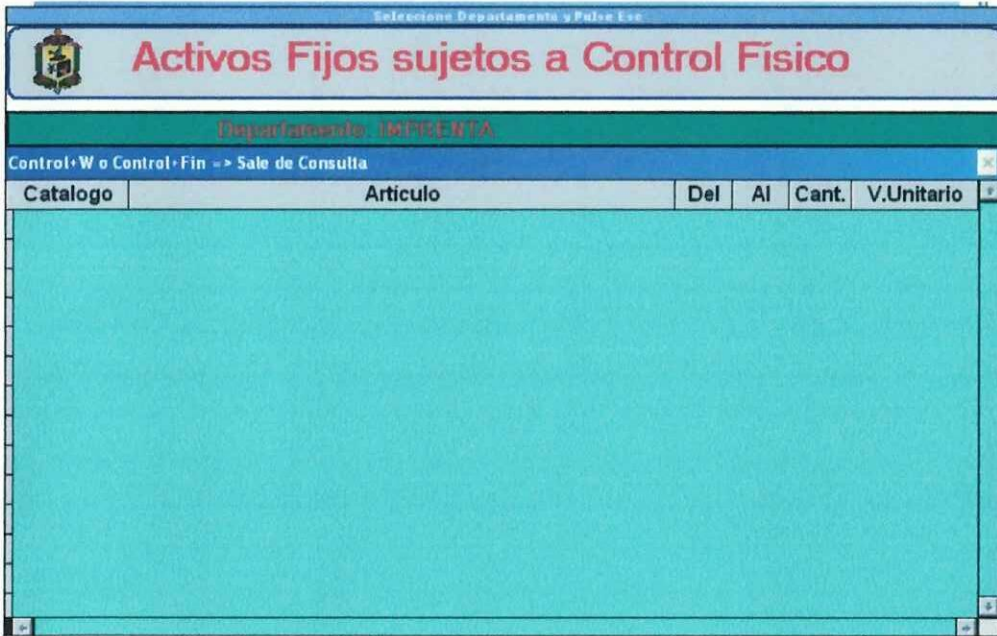 Seleccione Departamento y Pulse Esc
Activos Fijos sujetos a Control Físico
Departamento: IMPRENTA
Control+W o Control+Fin => Sale de Consulta
Catalogo Artículo Del Al Cant. V.Unitario